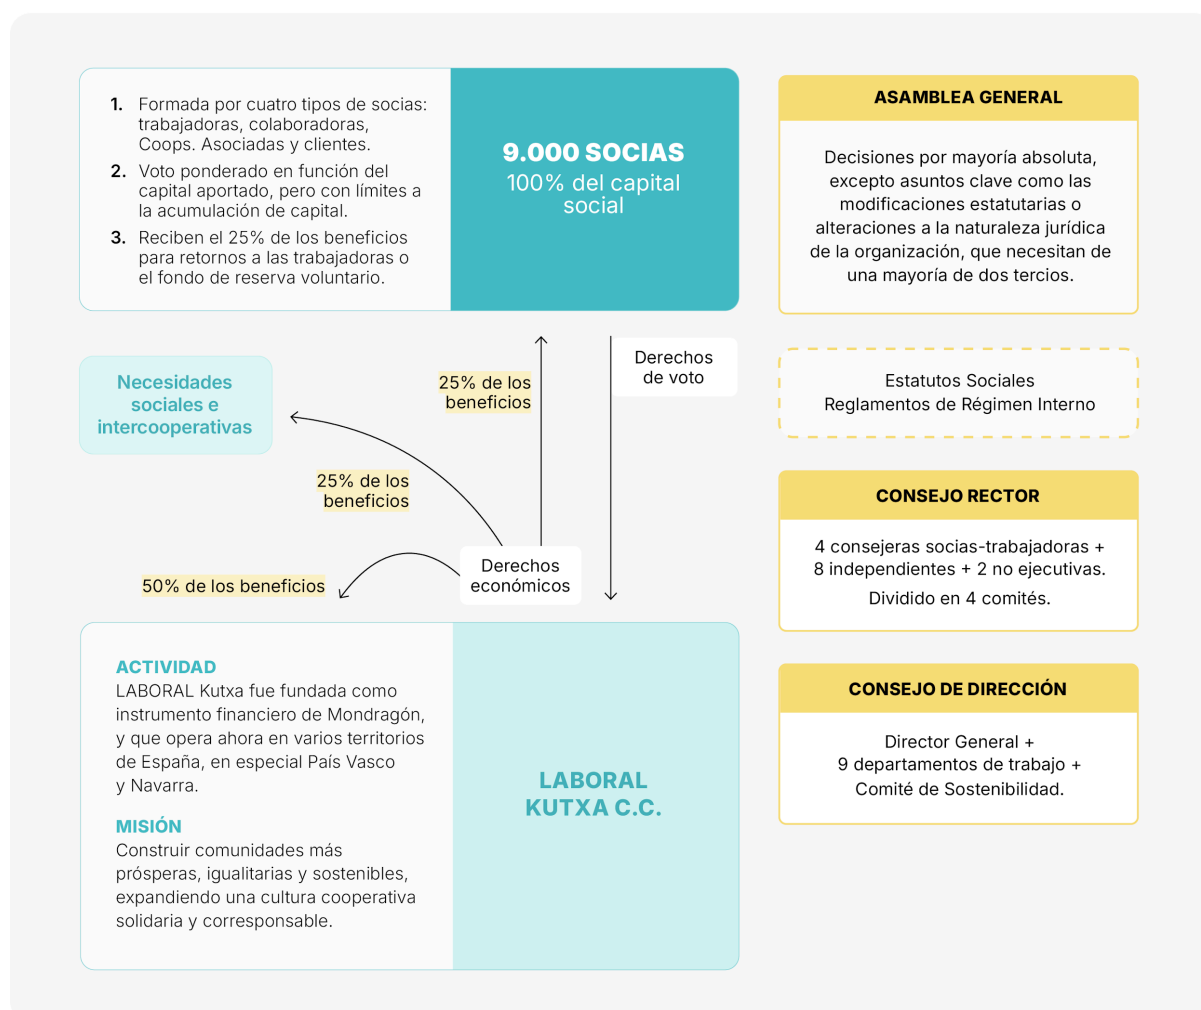 1. Formada por cuatro tipos de socias:
trabajadoras, colaboradoras,
Coops. Asociadas y clientes.
2. Voto ponderado en función del
capital aportado, pero con límites a
la acumulación de capital.
3. Reciben el 25% de los beneficios
para retornos a las trabajadoras o
el fondo de reserva voluntario.
9.000 SOCIAS
100% del capital
social
Necesidades
sociales e
intercooperativas
25% de los
beneficios
Derechos
de voto
25% de los
beneficios
50% de los beneficios
Derechos
económicos
ACTIVIDAD
LABORAL Kutxa fue fundada como
instrumento financiero de Mondragón,
y que opera ahora en varios territorios
de España, en especial País Vasco
y Navarra.
MISIÓN
Construir comunidades más
prósperas, igualitarias y sostenibles,
expandiendo una cultura cooperativa
solidaria y corresponsable.
LABORAL
KUTXA C.C.
ASAMBLEA GENERAL
Decisiones por mayoría absoluta,
excepto asuntos clave como las
modificaciones estatutarias o
alteraciones a la naturaleza jurídica
de la organización, que necesitan de
una mayoría de dos tercios.
Estatutos Sociales
Reglamentos de Régimen Interno
CONSEJO RECTOR
4 consejeras socias-trabajadoras +
8 independientes + 2 no ejecutivas.
Dividido en 4 comités.
CONSEJO DE DIRECCIÓN
Director General +
9 departamentos de trabajo +
Comité de Sostenibilidad.